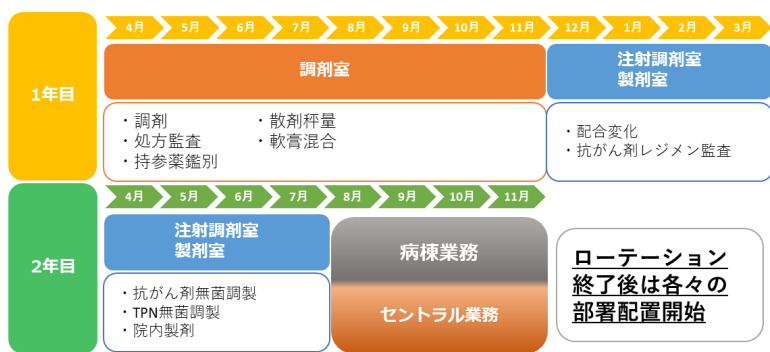 4月 5月 6月 7月 8月 9月 10月 11月 12月 1月 2月 3月
1年目
調剤室
注射調剤室
製剤室
・調剤
・処方監査
・持参薬鑑別
・散剤秤量
・軟膏混合
・配合変化
・抗がん剤レジメン監査
4月 5月 6月 7月 8月 9月 10月 11月
2年目
注射調剤室
製剤室
・抗がん剤無菌調製
・TPN無菌調製
・院内製剤
病棟業務
セントラル業務
ローテーション
終了後は各々の
部署配置開始